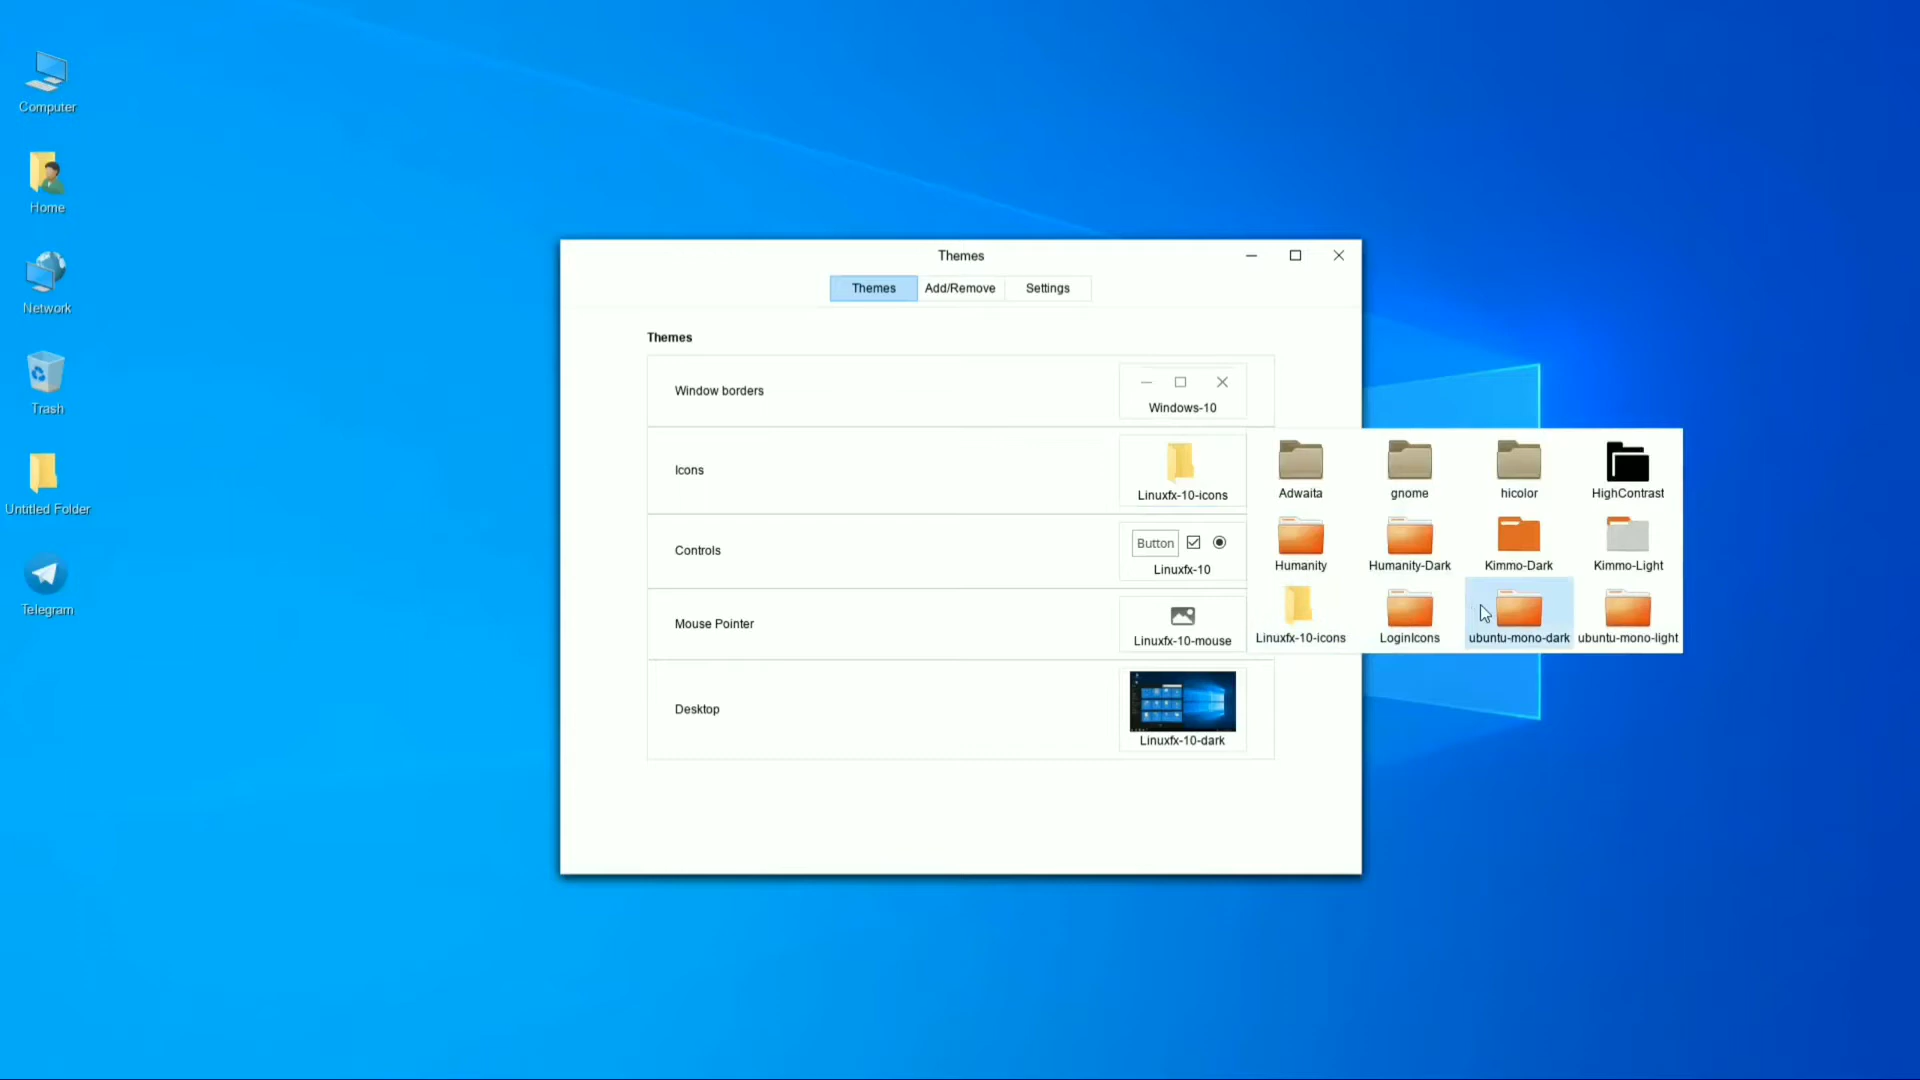 Computer
Home
Network
Trash
Untitled Folder
Telegram
Themes
Themes
Add/Remove
Settings
Themes
Window borders
Windows-10
Icons
Linuxfx-10-icons
Controls
Button
Linuxfx-10
Mouse Pointer
Linuxfx-10-mouse
Desktop
Linuxfx-10-dark
Adwaita
gnome
hicolor
HighContrast
Humanity
Humanity-Dark
Kimmo-Dark
Kimmo-Light
Linuxfx-10-icons
LoginIcons
ubuntu-mono-dark
ubuntu-mono-light